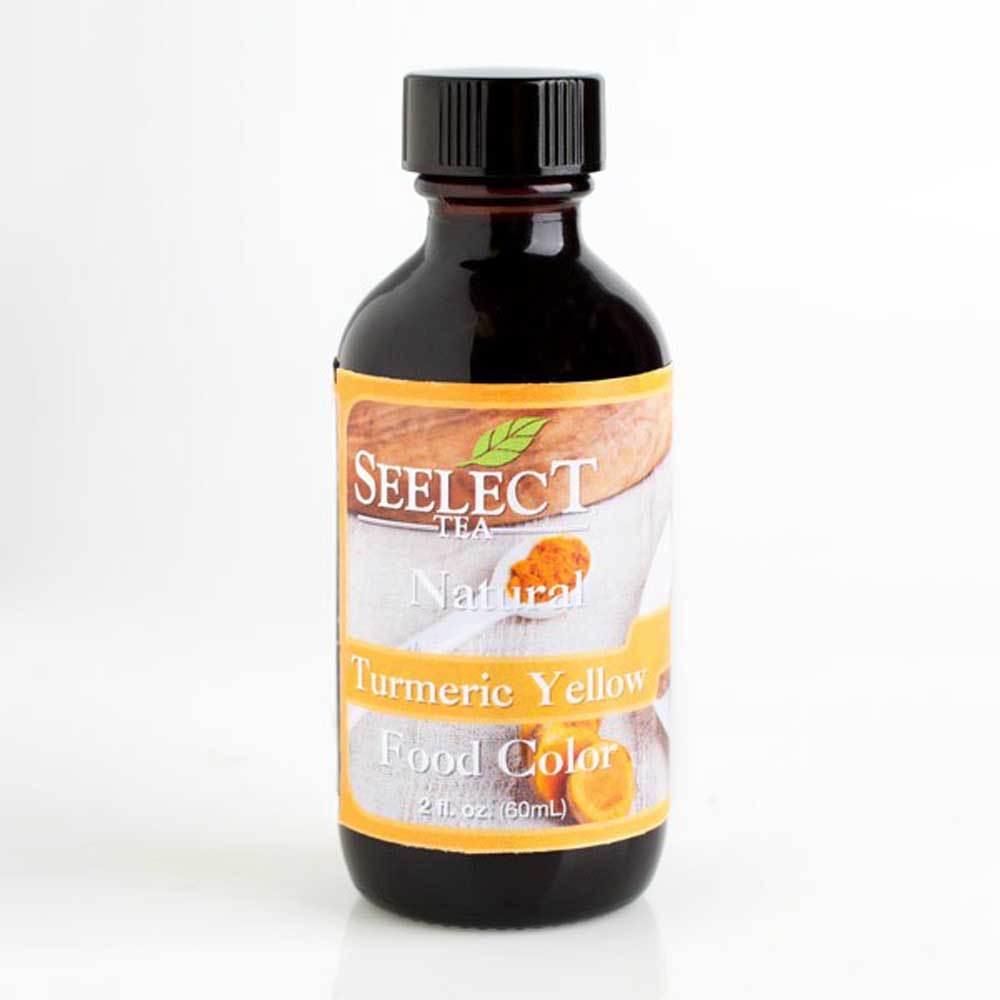 SEELECT
TEA
Natural
Turmeric Yellow
Food Color
2 fl. oz. (60mL)